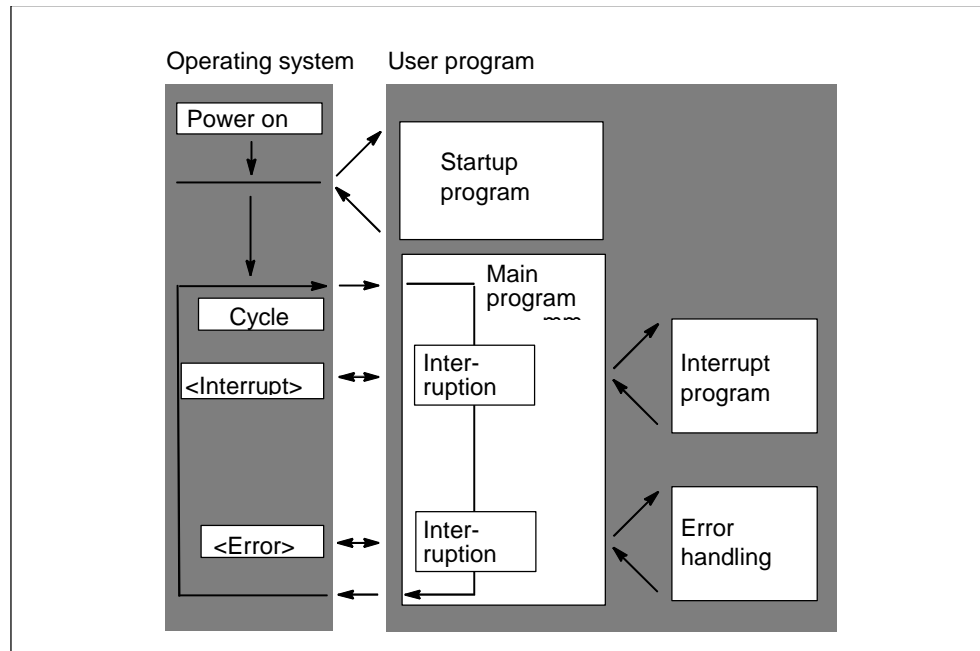 Operating system
User program
Power on
Startup
program
Main
program
Cycle
Inter-
ruption
<Interrupt>
Interrupt
program
Inter-
ruption
<Error>
Error
handling